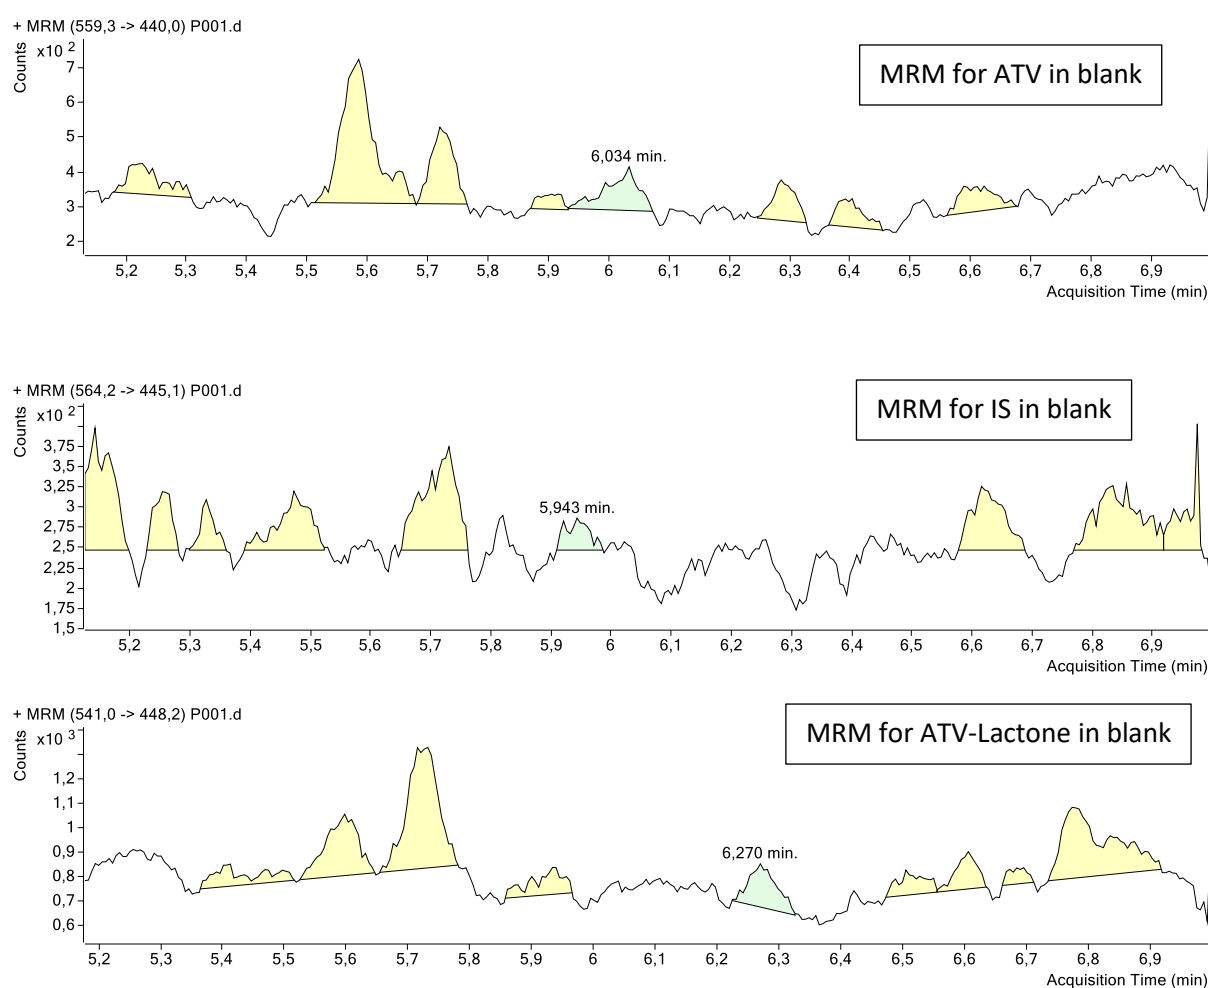 + MRM (559,3 -> 440,0) P001.d
Counts
x10 2
MRM for ATV in blank
7
6
5
4
3
2
6,034 min.
5,2 5,3 5,4 5,5 5,6 5,7 5,8 5,9 6 6,1 6,2 6,3 6,4 6,5 6,6 6,7 6,8 6,9
Acquisition Time (min)
+ MRM (564,2 -> 445,1) P001.d
Counts
x10 2
MRM for IS in blank
3,75
3,5
3,25
3
2,75
2,5
2,25
2
1,75
1,5
5,943 min.
5,2 5,3 5,4 5,5 5,6 5,7 5,8 5,9 6 6,1 6,2 6,3 6,4 6,5 6,6 6,7 6,8 6,9
Acquisition Time (min)
+ MRM (541,0 -> 448,2) P001.d
Counts
x10 3
MRM for ATV-Lactone in blank
1,2
1,1
1
0,9
0,8
0,7
0,6
6,270 min.
5,2 5,3 5,4 5,5 5,6 5,7 5,8 5,9 6 6,1 6,2 6,3 6,4 6,5 6,6 6,7 6,8 6,9
Acquisition Time (min)